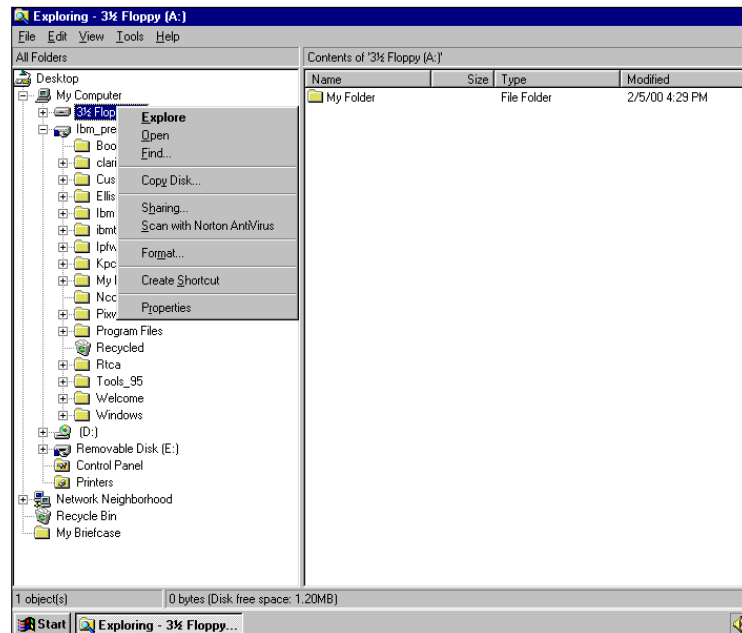 Exploring - 3½ Floppy (A:)
File Edit View Tools Help
All Folders
Contents of '3½ Floppy (A:)'
Name Size Type Modified
My Folder File Folder 2/5/00 4:29 PM
Desktop
My Computer
3½ Flop
Ibm_pre
Boo
clari
Cus
Ellis
Ibm
ibmt
Ipfw
Kpc
My
Ncc
Pixv
Program Files
Recycled
Rtca
Tools_95
Welcome
Windows
(D:)
Removable Disk (E:)
Control Panel
Printers
Network Neighborhood
Recycle Bin
My Briefcase
Explore
Open
Find...
Copy Disk...
Sharing...
Scan with Norton AntiVirus
Format...
Create Shortcut
Properties
1 object(s) 0 bytes (Disk free space: 1.20MB)
Start Exploring - 3½ Floppy...